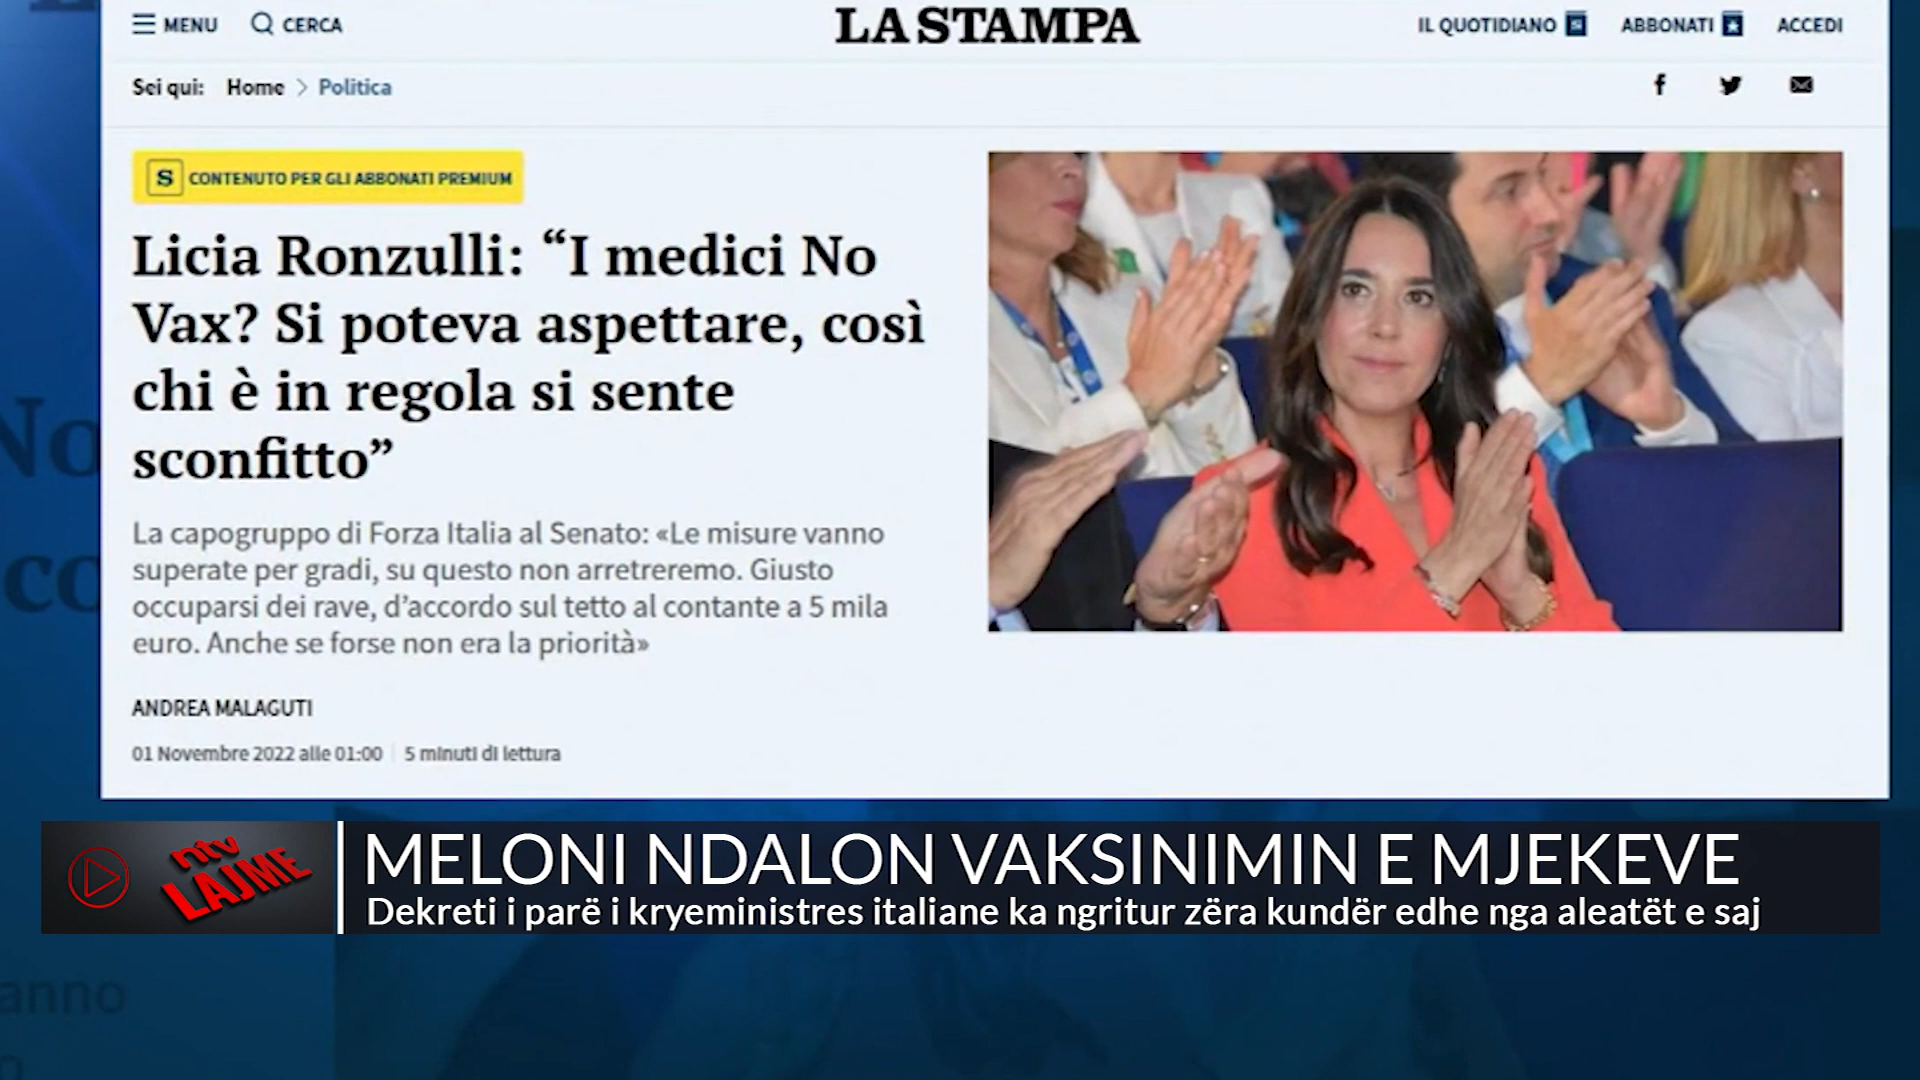 MENU
CERCA
LA STAMPA
IL QUOTIDIANO
ABBONATI
ACCEDI
Sei qui: Home > Politica
S CONTENUTO PER GLI ABBONATI PREMIUM
Licia Ronzulli: “I medici No
Vax? Si poteva aspettare, così
chi è in regola si sente
sconfitto”
La capogruppo di Forza Italia al Senato: «Le misure vanno
superate per gradi, su questo non arretreremo. Giusto
occuparsi dei rave, d’accordo sul tetto al contante a 5 mila
euro. Anche se forse non era la priorità»
ANDREA MALAGUTI
01 Novembre 2022 alle 01:00 | 5 minuti di lettura
No
co
ntv
LAJME
MELONI NDALON VAKSINIMIN E MJEKEVE
Dekreti i parë i kryeministres italiane ka ngritur zëra kundër edhe nga aleatët e saj
anno